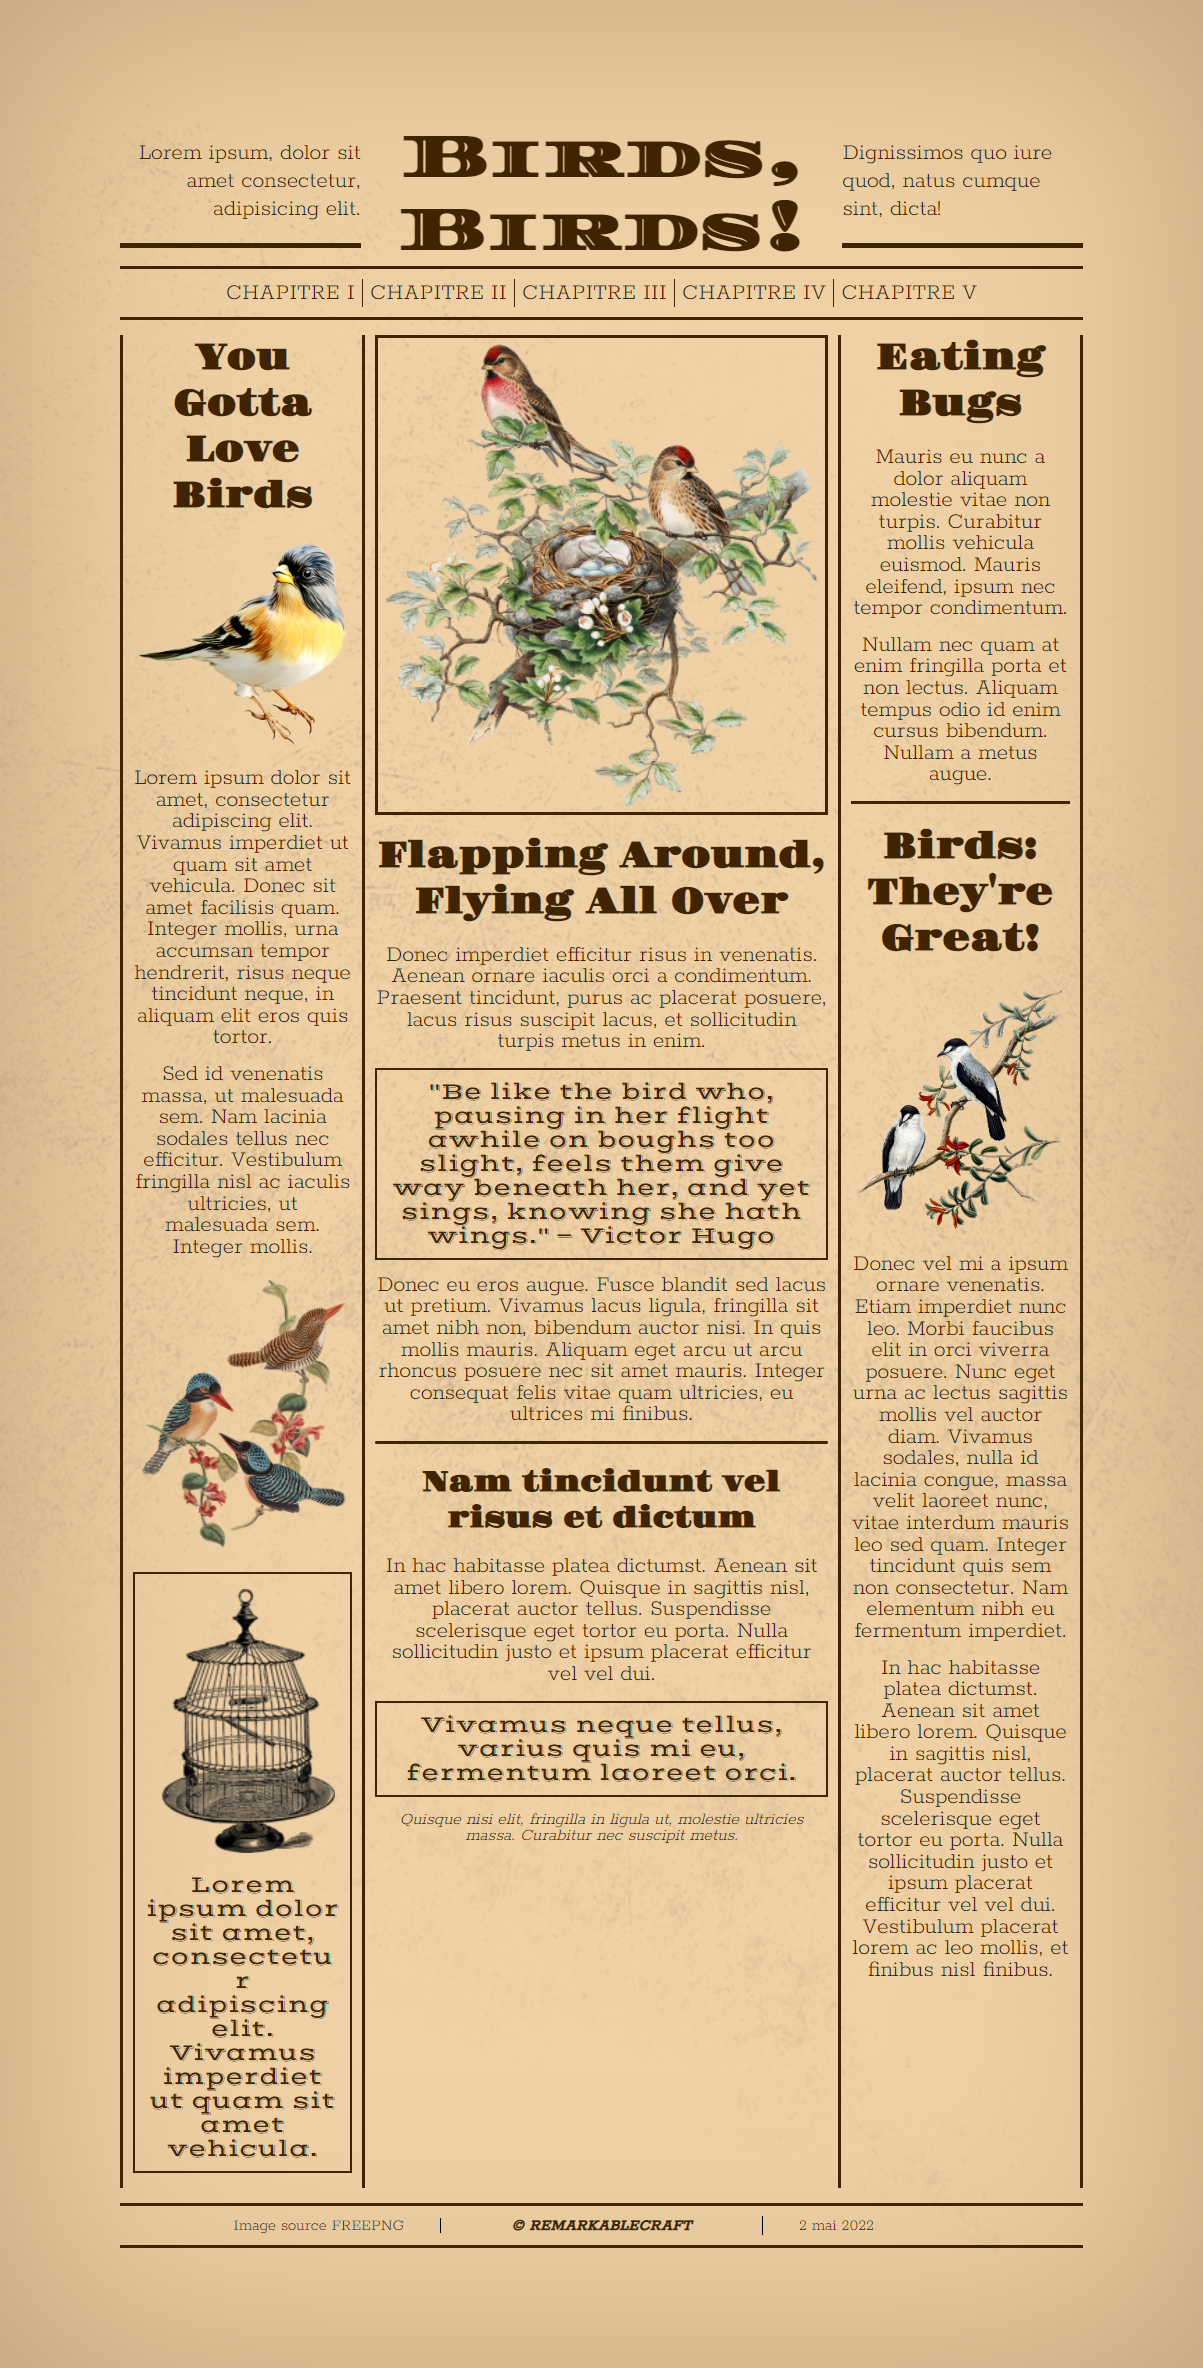 Lorem ipsum, dolor sit
amet consectetur,
adipisicing elit.
Birds,
Birds!
Dignissimos quo iure
quod, natus cumque
sint, dicta!
CHAPITRE I
CHAPITRE II
CHAPITRE III
CHAPITRE IV
CHAPITRE V
You
Gotta
Love
Birds
Lorem ipsum dolor sit
amet, consectetur
adipiscing elit.
Vivamus imperdiet ut
quam sit amet
vehicula. Donec sit
amet facilisis quam.
Integer mollis, urna
accumsan tempor
hendrerit, risus neque
tincidunt neque, in
aliquam elit eros quis
tortor.
Sed id venenatis
massa, ut malesuada
sem. Nam lacinia
sodales tellus nec
efficitur. Vestibulum
fringilla nisl ac iaculis
ultricies, ut
malesuada sem.
Integer mollis.
Lorem
ipsum dolor
sit amet,
consectetu
r
adipiscing
elit.
Vivamus
imperdiet
ut quam sit
amet
vehicula.
Flapping Around,
Flying All Over
Donec imperdiet efficitur risus in venenatis.
Aenean ornare iaculis orci a condimentum.
Praesent tincidunt, purus ac placerat posuere,
lacus risus suscipit lacus, et sollicitudin
turpis metus in enim.
"Be like the bird who,
pausing in her flight
awhile on boughs too
slight, feels them give
way beneath her, and yet
sings, knowing she hath
wings." – Victor Hugo
Donec eu eros augue. Fusce blandit sed lacus
ut pretium. Vivamus lacus ligula, fringilla sit
amet nibh non, bibendum auctor nisi. In quis
mollis mauris. Aliquam eget arcu ut arcu
rhoncus posuere nec sit amet mauris. Integer
consequat felis vitae quam ultricies, eu
ultrices mi finibus.
Nam tincidunt vel
risus et dictum
In hac habitasse platea dictumst. Aenean sit
amet libero lorem. Quisque in sagittis nisl,
placerat auctor tellus. Suspendisse
scelerisque eget tortor eu porta. Nulla
sollicitudin justo et ipsum placerat efficitur
vel vel dui.
Vivamus neque tellus,
varius quis mi eu,
fermentum laoreet orci.
Quisque nisi elit, fringilla in ligula ut, molestie ultricies
massa. Curabitur nec suscipit metus.
Eating
Bugs
Mauris eu nunc a
dolor aliquam
molestie vitae non
turpis. Curabitur
mollis vehicula
euismod. Mauris
eleifend, ipsum nec
tempor condimentum.
Nullam nec quam at
enim fringilla porta et
non lectus. Aliquam
tempus odio id enim
cursus bibendum.
Nullam a metus
augue.
Birds:
They're
Great!
Donec vel mi a ipsum
ornare venenatis.
Etiam imperdiet nunc
leo. Morbi faucibus
elit in orci viverra
posuere. Nunc eget
urna ac lectus sagittis
mollis vel auctor
diam. Vivamus
sodales, nulla id
lacinia congue, massa
velit laoreet nunc,
vitae interdum mauris
leo sed quam. Integer
tincidunt quis sem
non consectetur. Nam
elementum nibh eu
fermentum imperdiet.
In hac habitasse
platea dictumst.
Aenean sit amet
libero lorem. Quisque
in sagittis nisl,
placerat auctor tellus.
Suspendisse
scelerisque eget
tortor eu porta. Nulla
sollicitudin justo et
ipsum placerat
efficitur vel vel dui.
Vestibulum placerat
lorem ac leo mollis, et
finibus nisl finibus.
Image source FREEPNG
© REMARKABLECRAFT
2 mai 2022